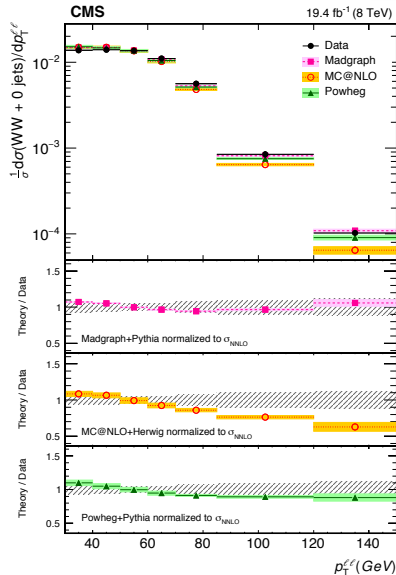 CMS 19.4 fb⁻¹ (8 TeV)
1/σ dσ(WW + 0 jets)/dp_T^ℓℓ
Data
Madgraph
MC@NLO
Powheg
10⁻²
10⁻³
10⁻⁴
Theory / Data
1.5
1
0.5
Madgraph+Pythia normalized to σ_NNLO
Theory / Data
1.5
1
0.5
MC@NLO+Herwig normalized to σ_NNLO
Theory / Data
1.5
1
0.5
Powheg+Pythia normalized to σ_NNLO
40 60 80 100 120 140
p_T^ℓℓ (GeV)